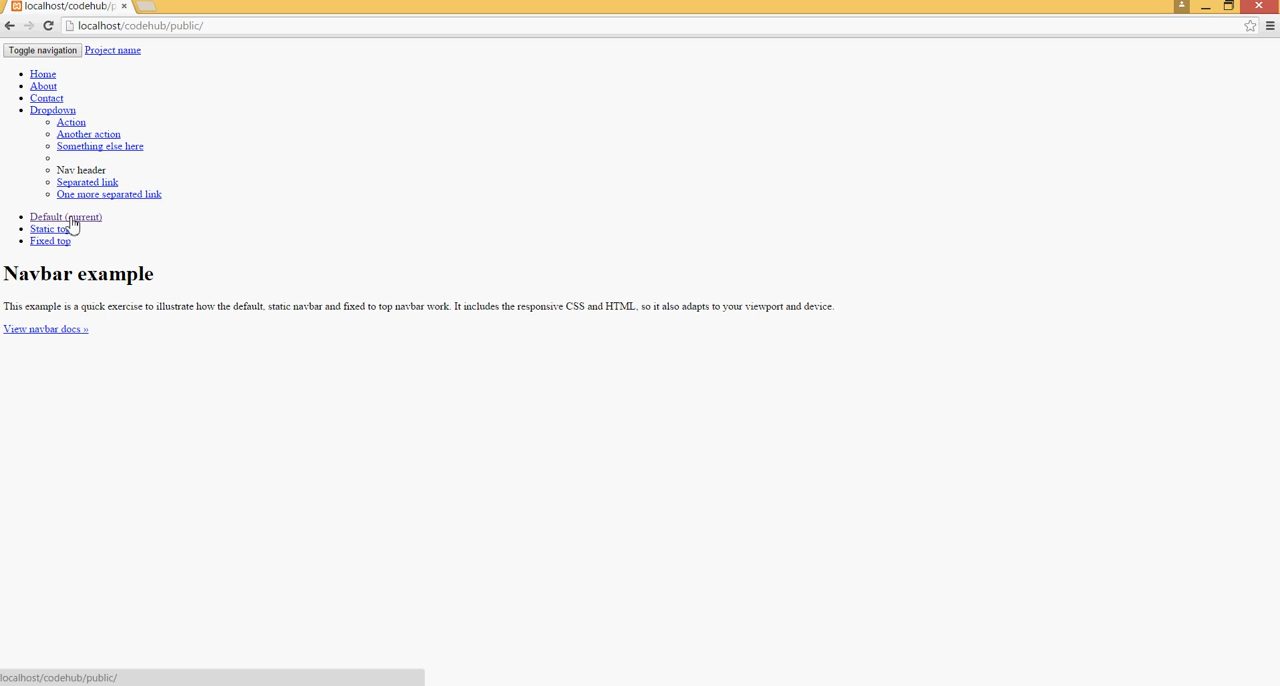 localhost/codehub/p
localhost/codehub/public/
Toggle navigation Project name
Home
About
Contact
Dropdown
Action
Another action
Something else here
Nav header
Separated link
One more separated link
Default (current)
Static top
Fixed top
Navbar example
This example is a quick exercise to illustrate how the default, static navbar and fixed to top navbar work. It includes the responsive CSS and HTML, so it also adapts to your viewport and device.
View navbar docs »
localhost/codehub/public/